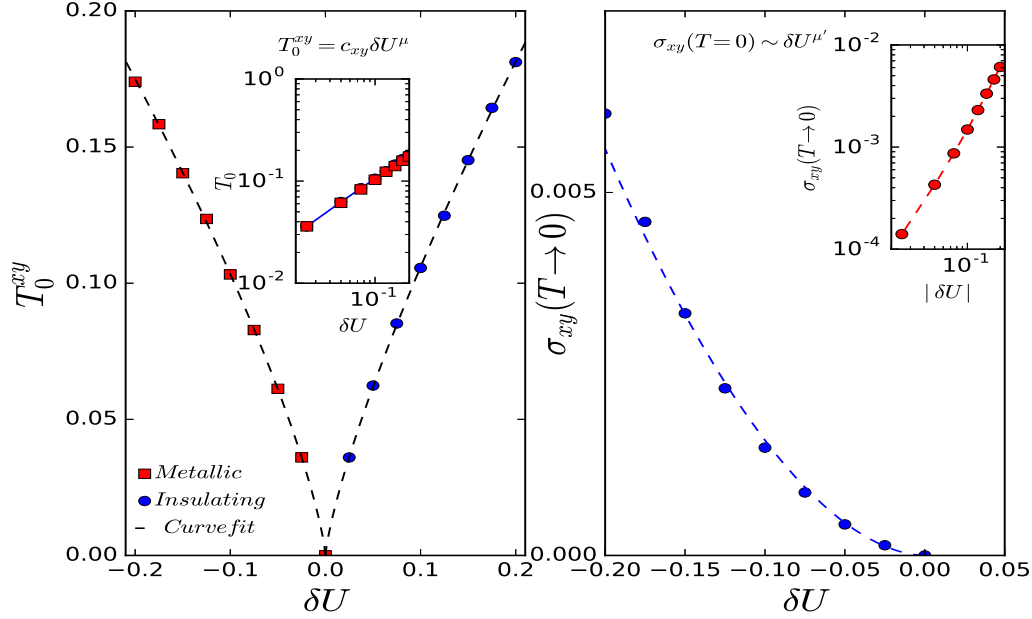 T_0^{xy} = c_{xy}δU^μ
T_0^{xy}
0.20
0.15
0.10
0.05
0.00
−0.2
−0.1
0.0
0.1
0.2
δU
Metallic
Insulating
Curvefit
T_0
10^0
10^{-1}
10^{-2}
10^{-1}
δU
σ_{xy}(T=0) ∼ δU^{μ′}
σ_{xy}(T→0)
0.005
0.000
−0.20
−0.15
−0.10
−0.05
0.00
0.05
δU
σ_{xy}(T→0)
10^{-2}
10^{-3}
10^{-4}
10^{-1}
| δU |